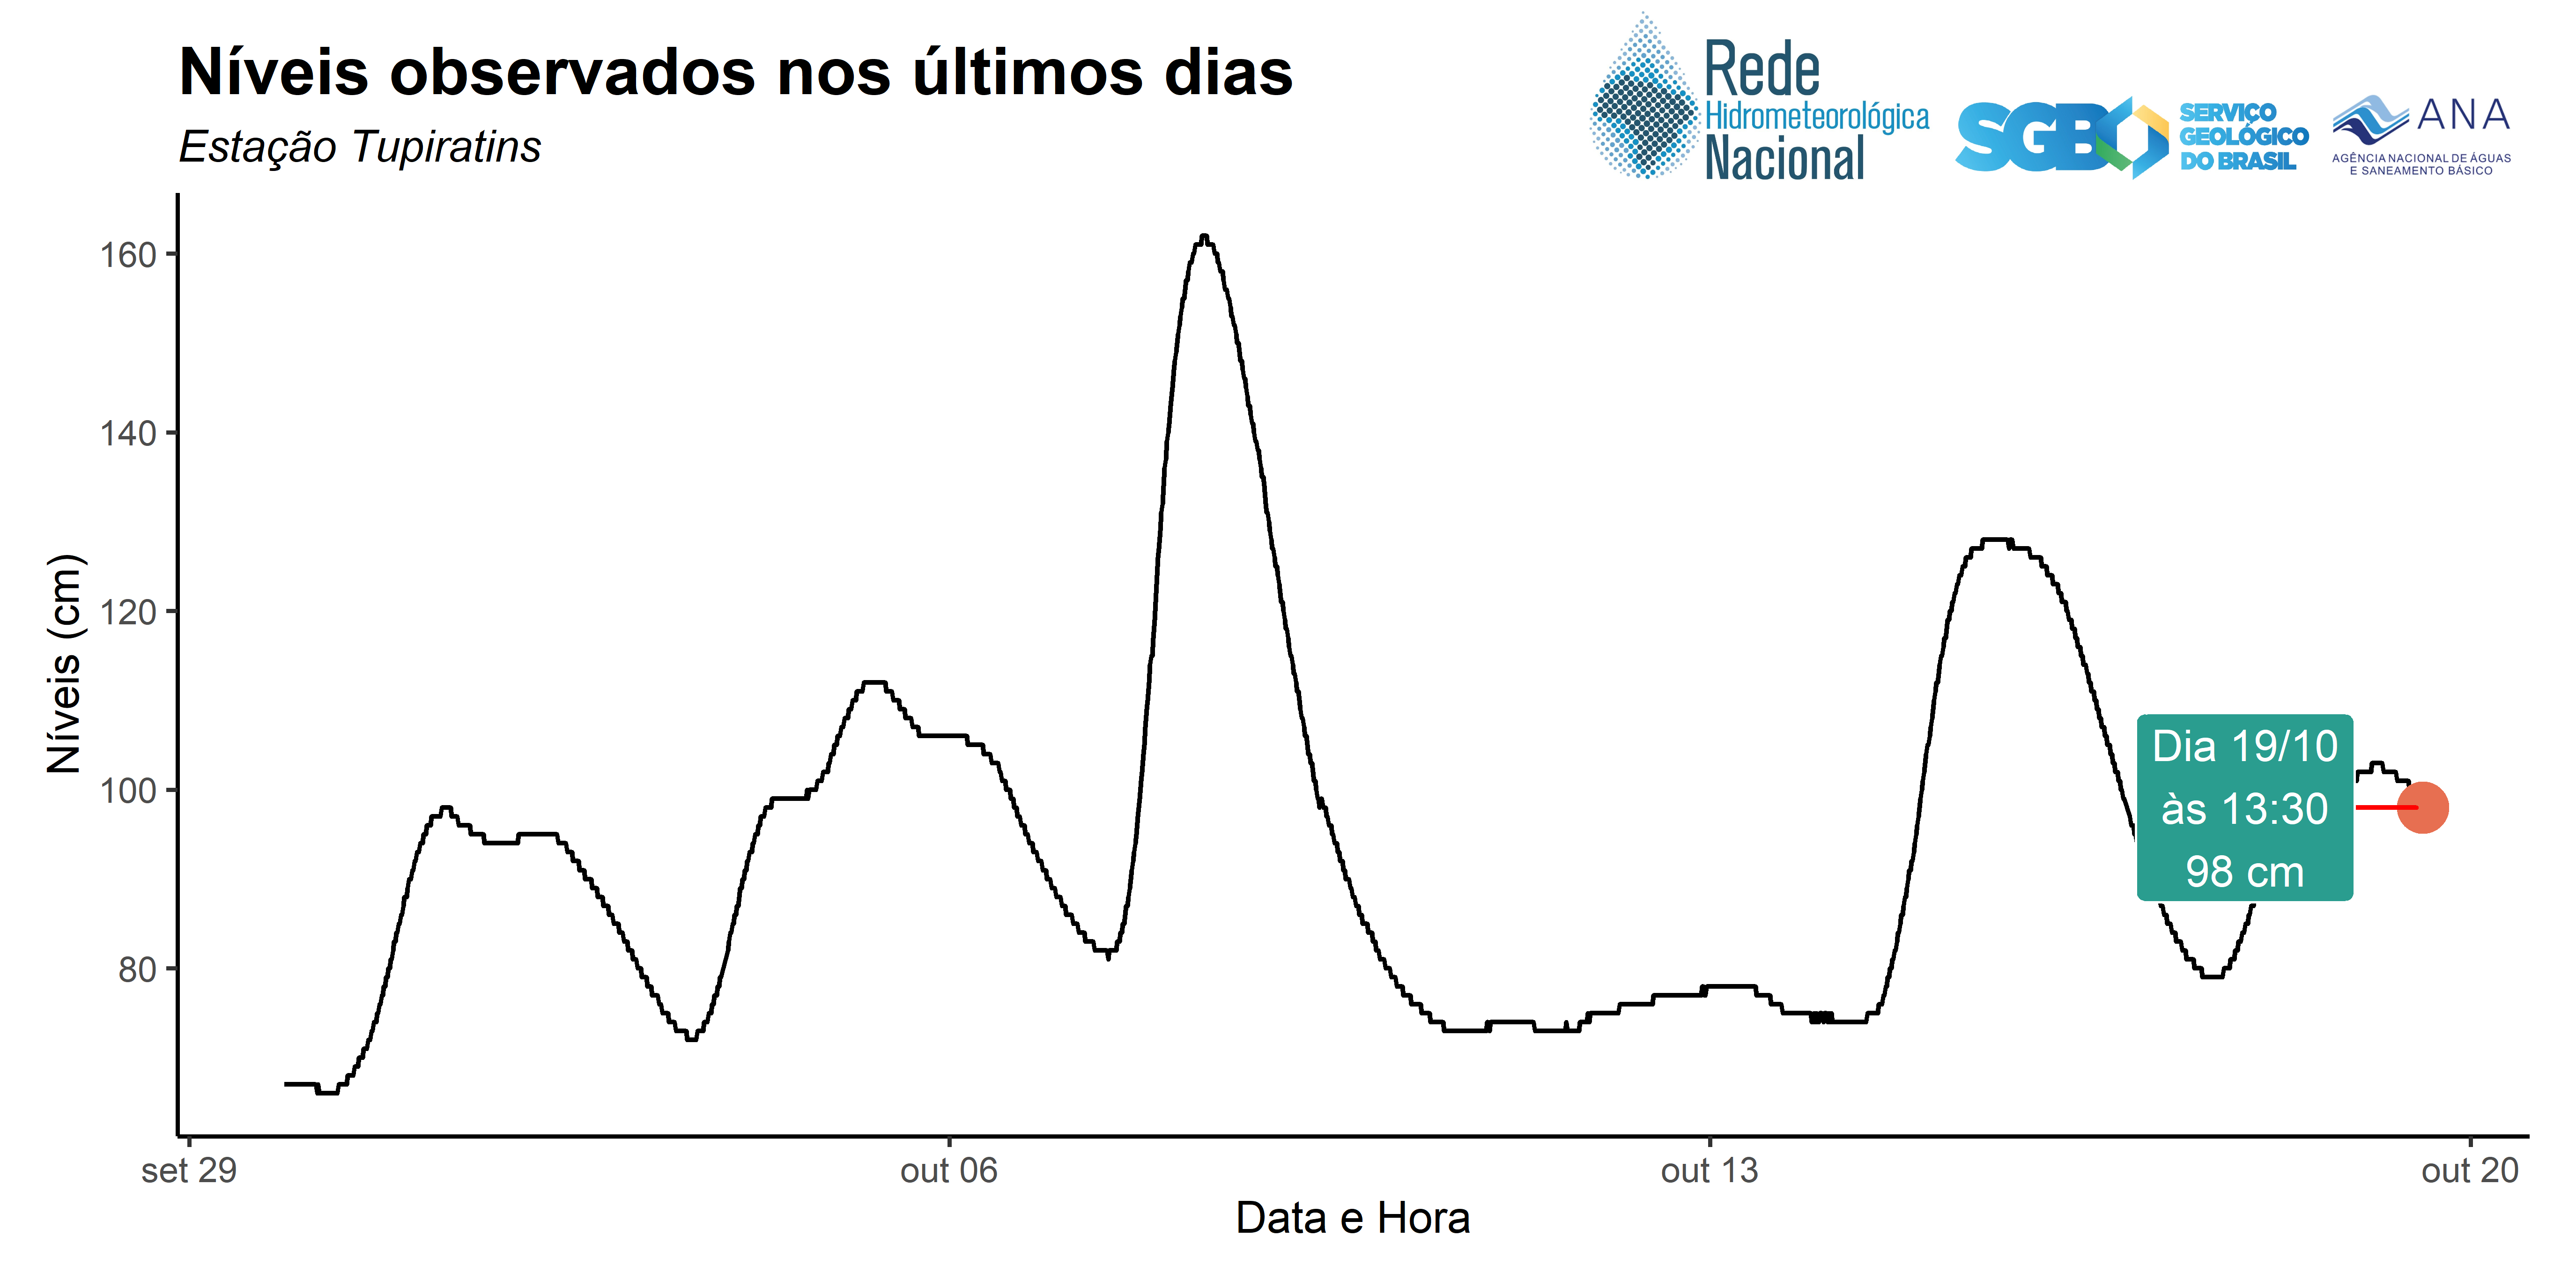 Níveis observados nos últimos dias
Estação Tupiratins
Rede
Hidrometeorológica
Nacional
SGB
SERVIÇO
GEOLÓGICO
DO BRASIL
ANA
AGÊNCIA NACIONAL DE ÁGUAS
E SANEAMENTO BÁSICO
Níveis (cm)
160
140
120
100
80
Dia 19/10
às 13:30
98 cm
set 29
out 06
out 13
out 20
Data e Hora